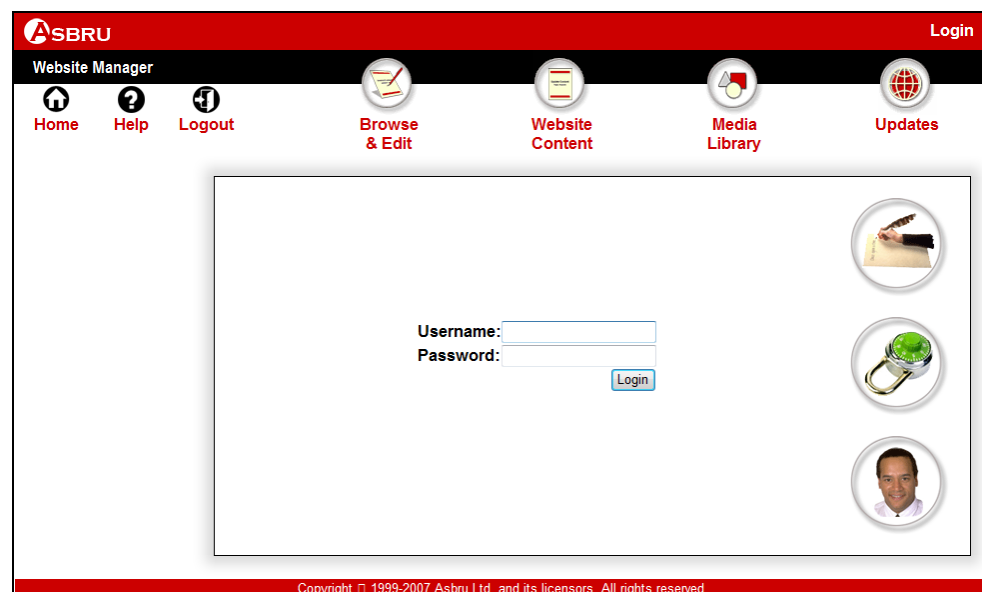 ASBRU
Login
Website Manager
Home
Help
Logout
Browse
& Edit
Website
Content
Media
Library
Updates
Username:
Password:
Login
Copyright □ 1999-2007 Asbru Ltd. and its licensors. All rights reserved.